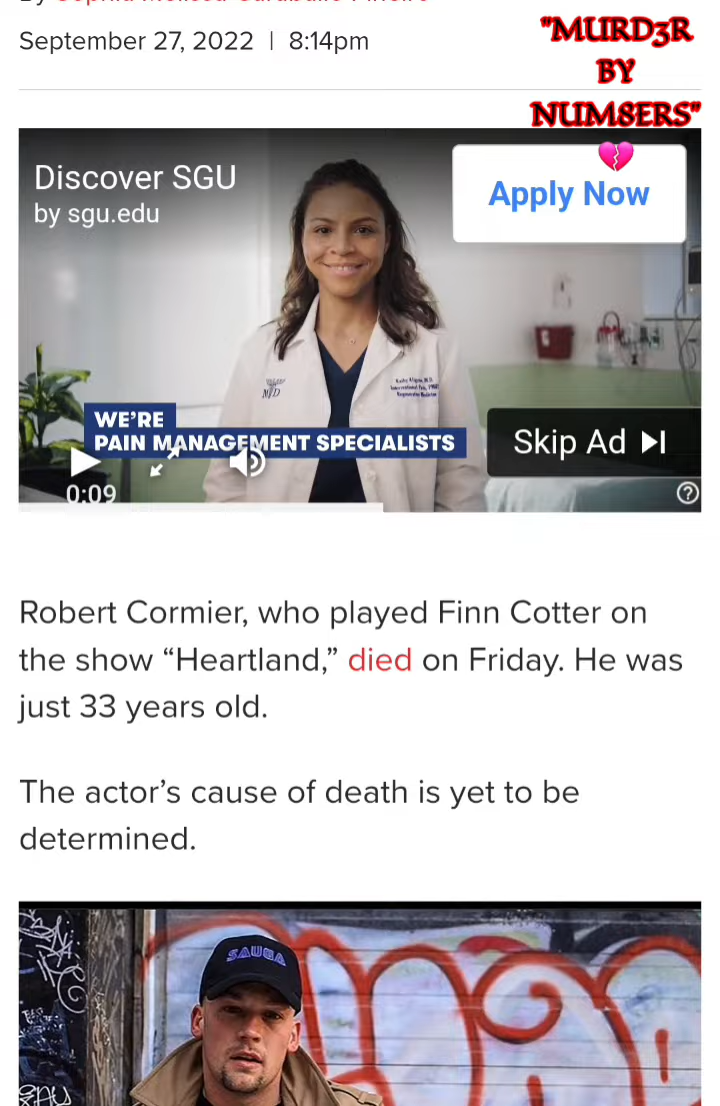 September 27, 2022 | 8:14pm
"MURD3R
BY
NUM8ERS"
Discover SGU
by sgu.edu
Apply Now
WE'RE
PAIN MANAGEMENT SPECIALISTS
Skip Ad
0:09
Robert Cormier, who played Finn Cotter on
the show “Heartland,” died on Friday. He was
just 33 years old.
The actor’s cause of death is yet to be
determined.
SAUGA